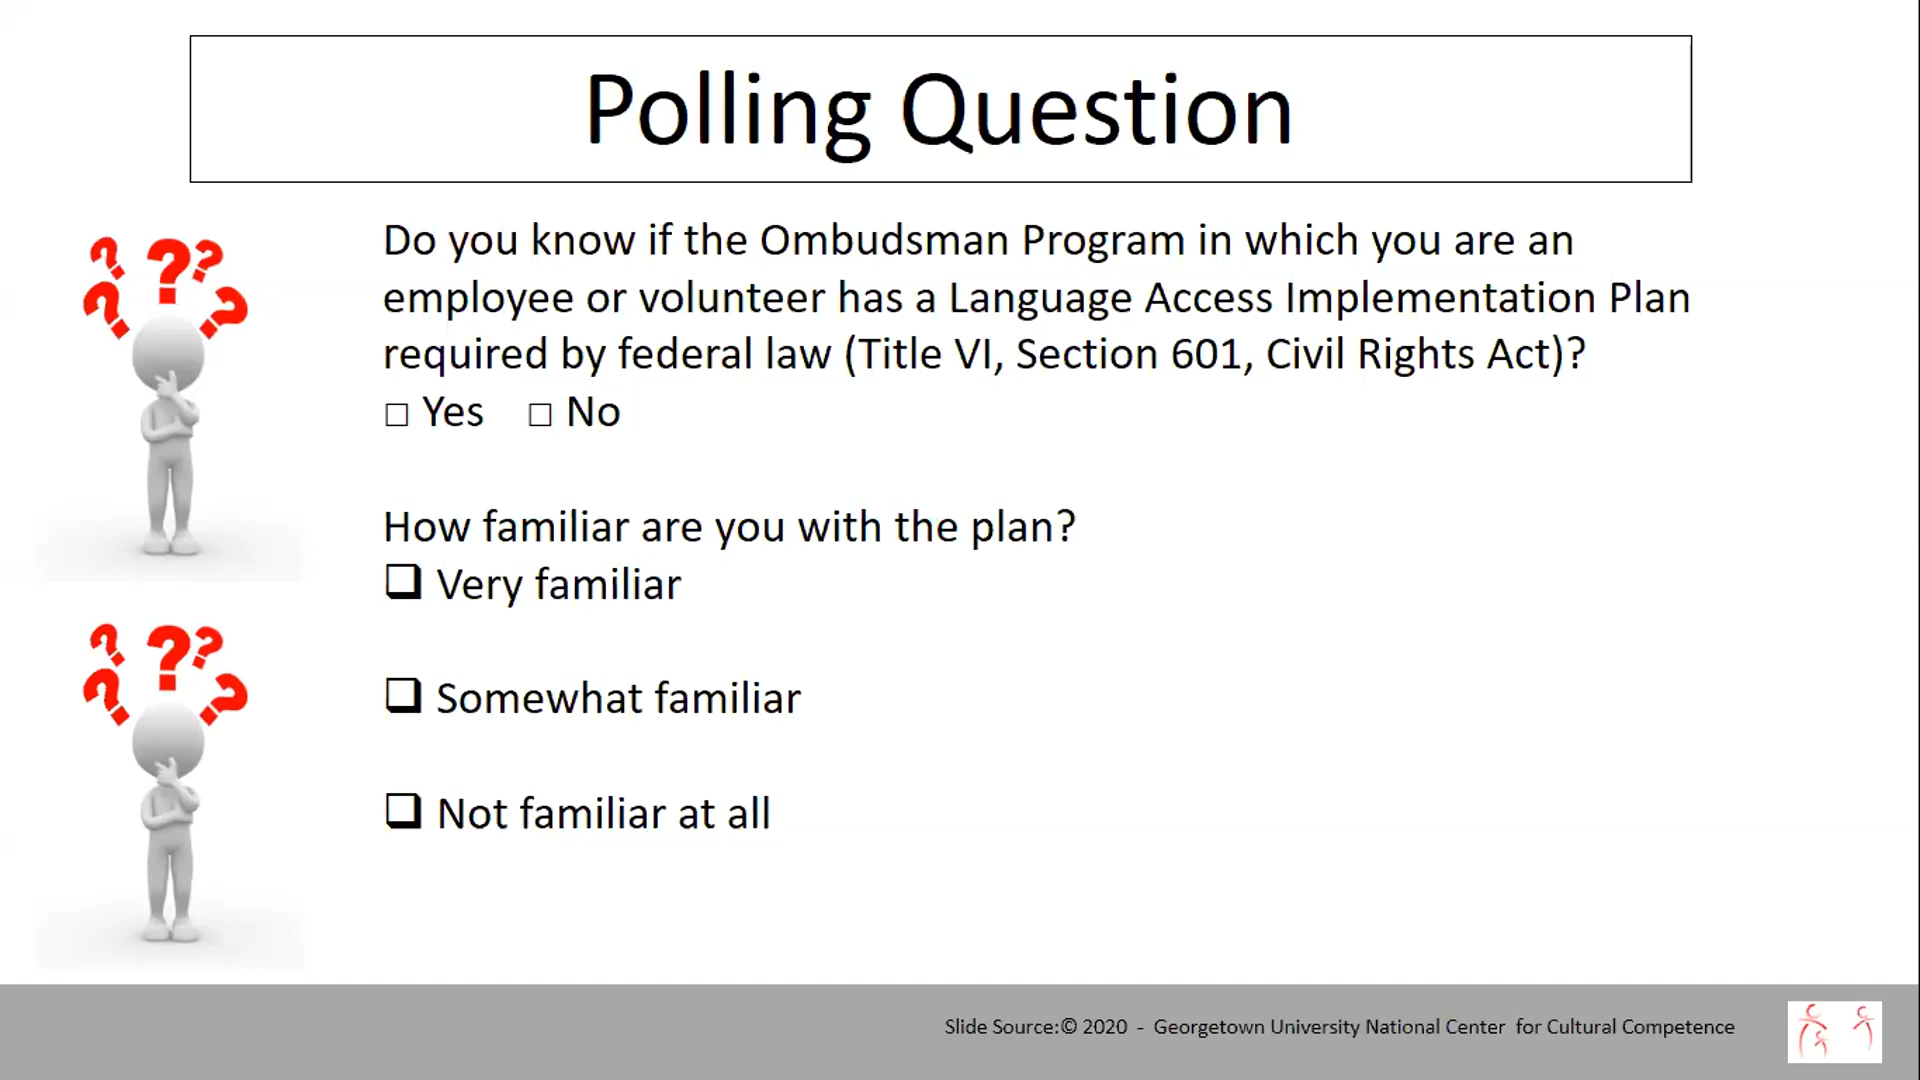 Polling Question
Do you know if the Ombudsman Program in which you are an
employee or volunteer has a Language Access Implementation Plan
required by federal law (Title VI, Section 601, Civil Rights Act)?
□ Yes □ No
How familiar are you with the plan?
❑ Very familiar
❑ Somewhat familiar
❑ Not familiar at all
Slide Source:© 2020 - Georgetown University National Center for Cultural Competence